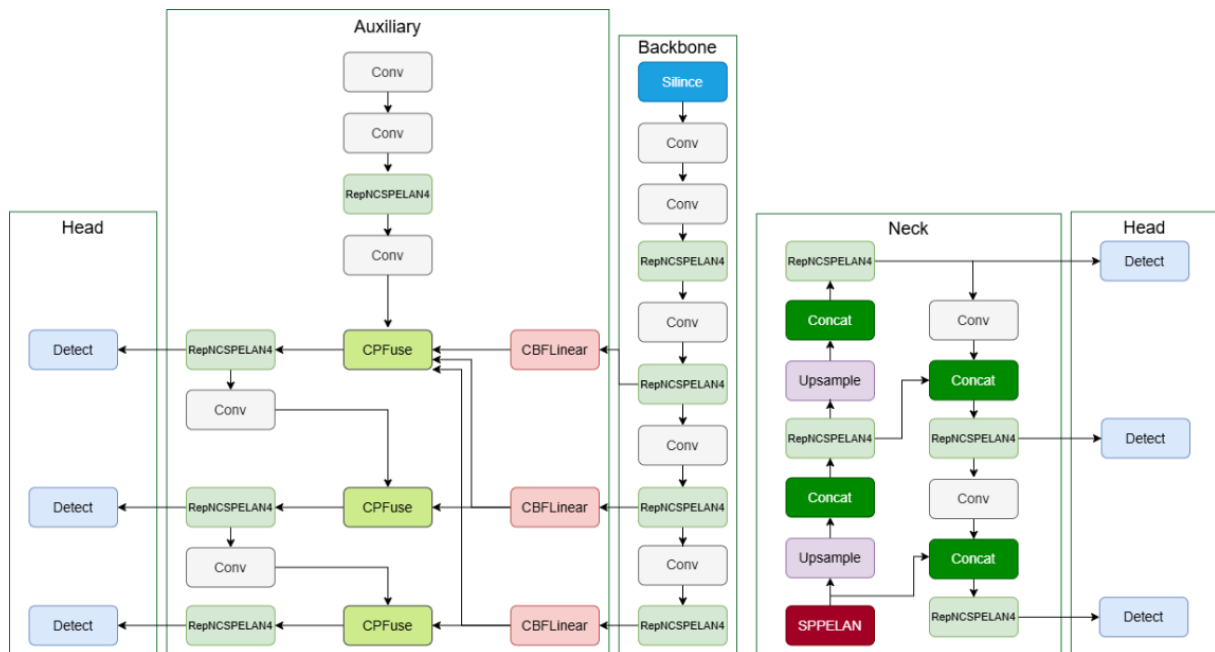 Auxiliary
Conv
Conv
RepNCSPELAN4
Conv
CPFuse
CBFLinear
RepNCSPELAN4
Conv
CPFuse
CBFLinear
RepNCSPELAN4
Conv
CPFuse
CBFLinear
RepNCSPELAN4
Head
Detect
Detect
Detect
Backbone
Silince
Conv
Conv
RepNCSPELAN4
Conv
RepNCSPELAN4
Conv
RepNCSPELAN4
Conv
RepNCSPELAN4
Neck
RepNCSPELAN4
Concat
Conv
Upsample
Concat
RepNCSPELAN4
RepNCSPELAN4
Concat
Conv
Upsample
Concat
SPPELAN
RepNCSPELAN4
Head
Detect
Detect
Detect